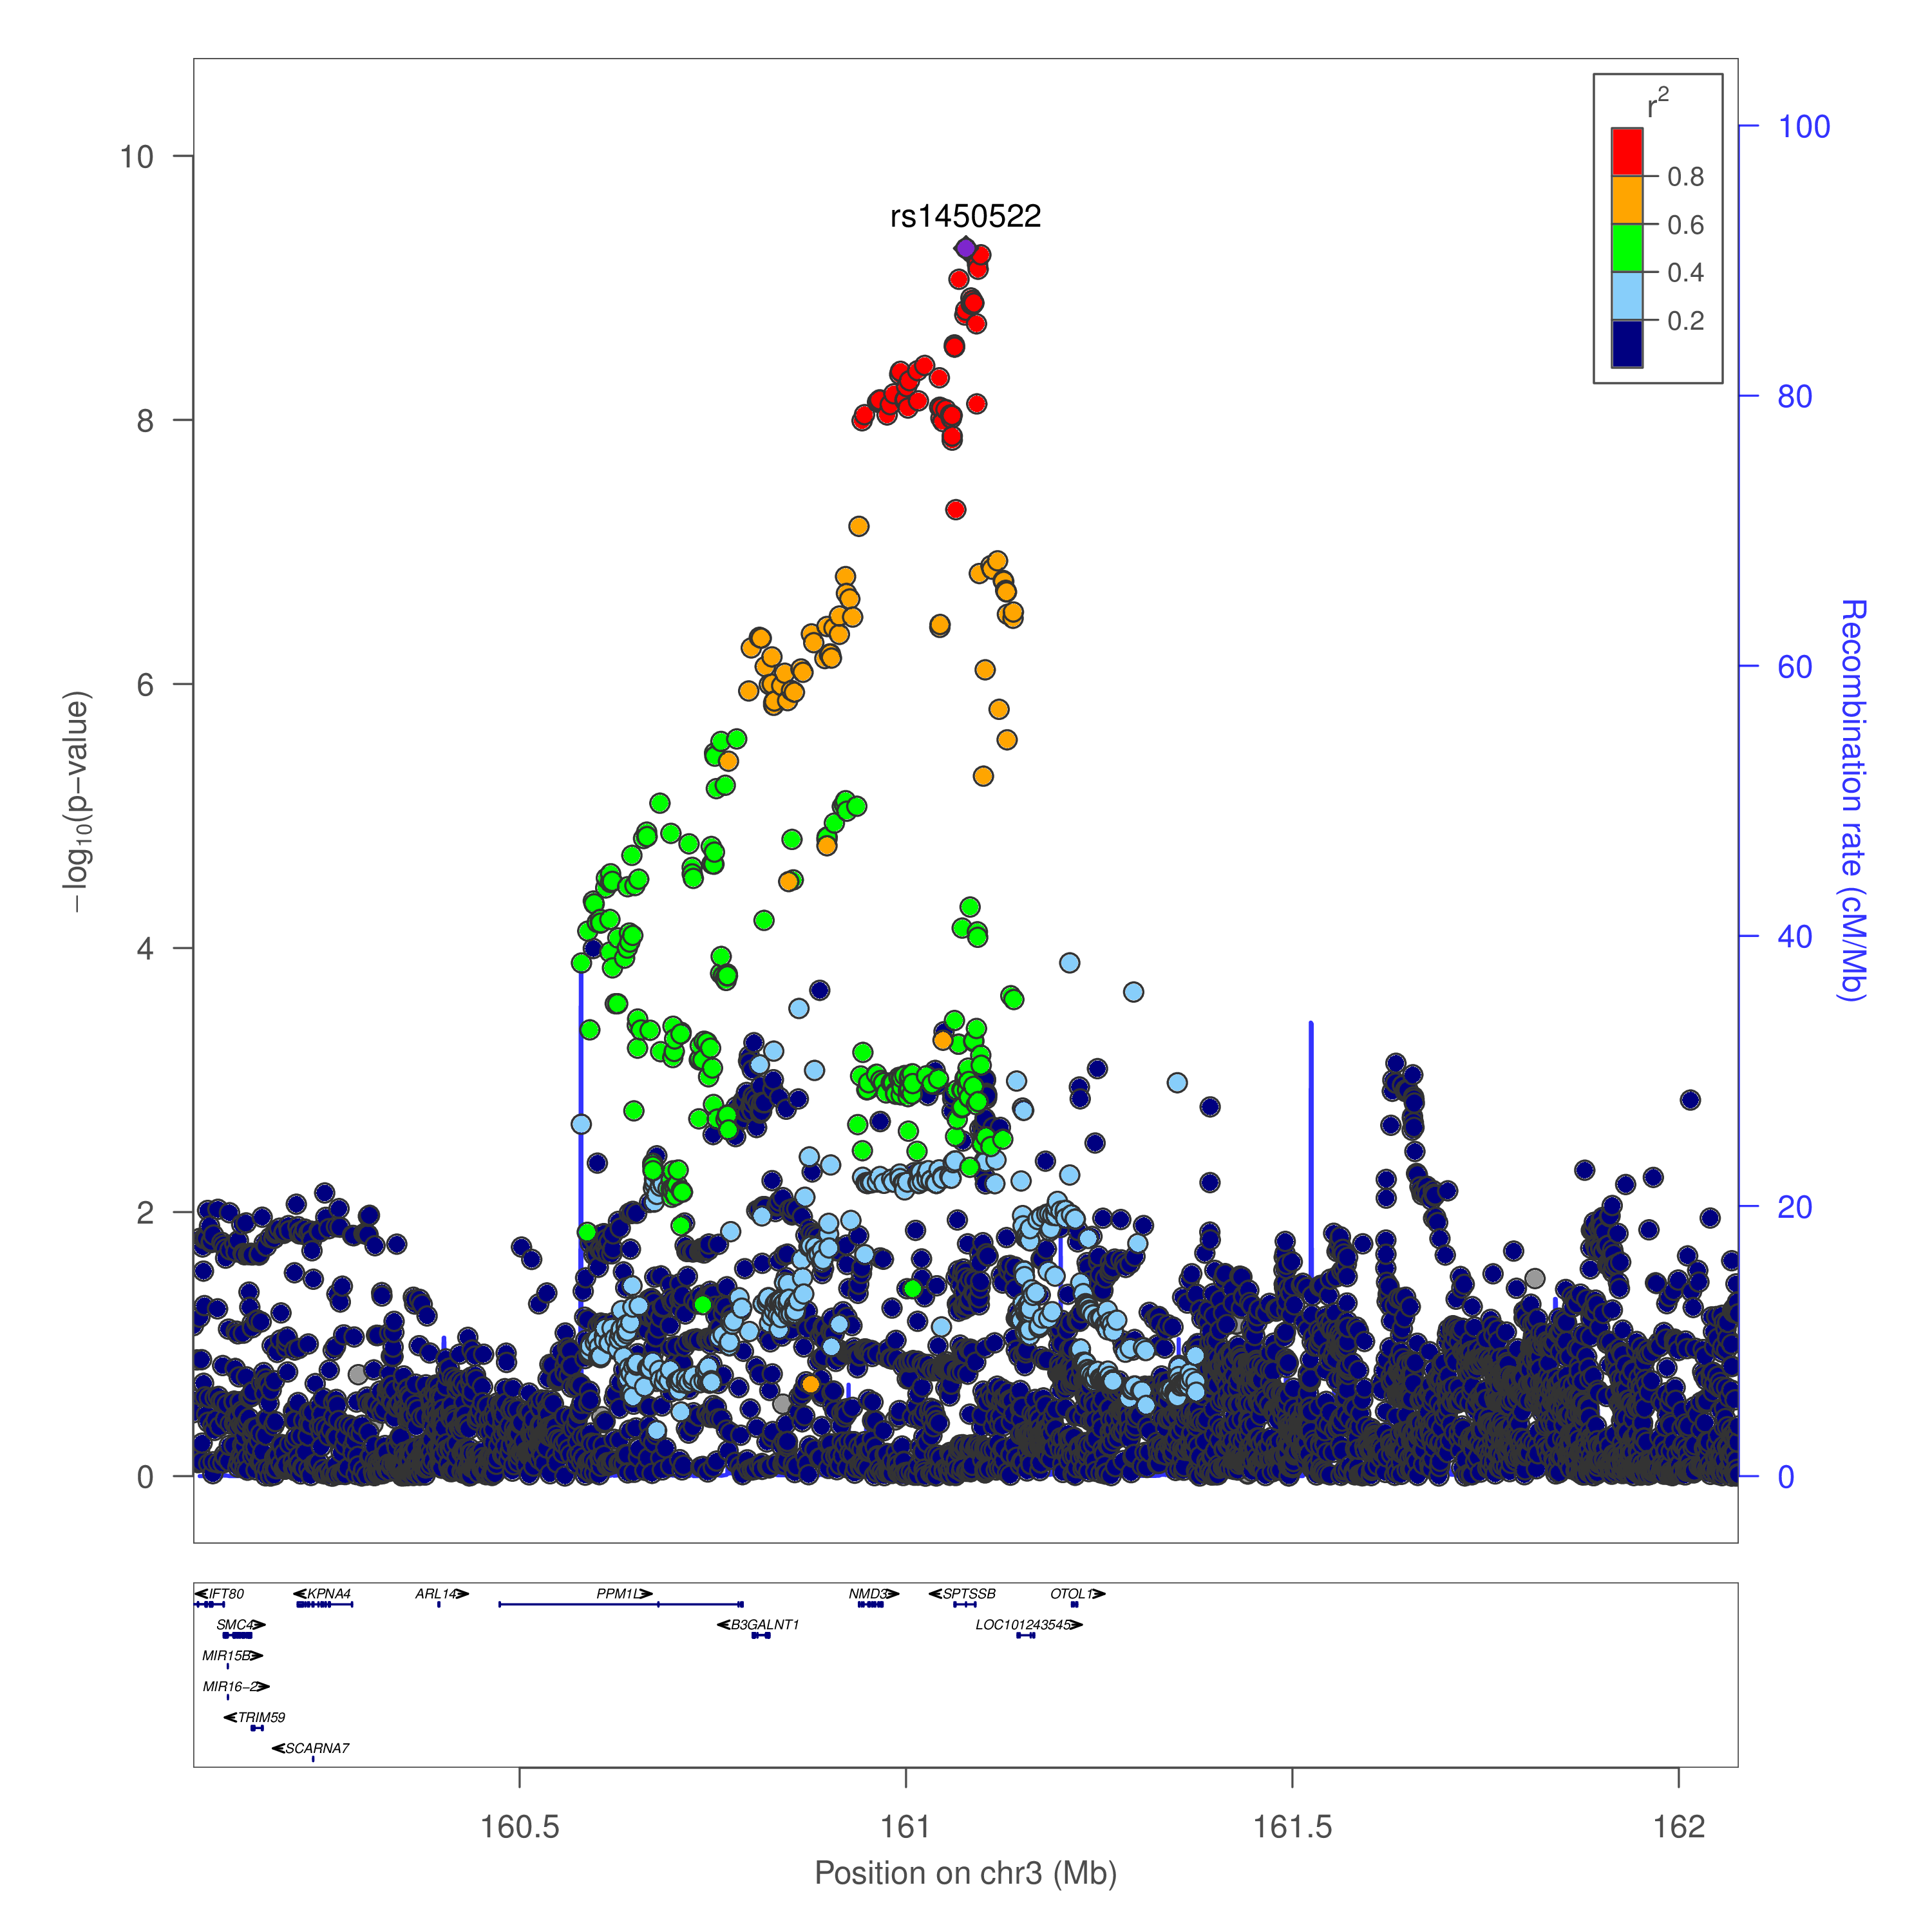 rs1450522
r2
0.8
0.6
0.4
0.2
10
8
6
4
2
0
−log10(p−value)
100
80
60
40
20
0
Recombination rate (cM/Mb)
IFT80
KPNA4
ARL14
PPM1L
NMD3
SPTSSB
OTOL1
SMC4
B3GALNT1
LOC101243545
MIR15B
MIR16−2
TRIM59
SCARNA7
160.5
161
161.5
162
Position on chr3 (Mb)